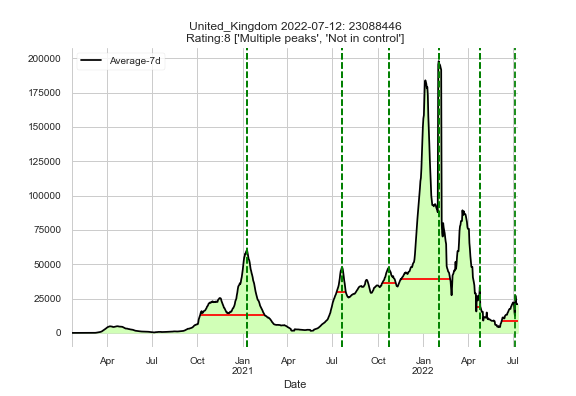 United_Kingdom 2022-07-12: 23088446
Rating:8 ['Multiple peaks', 'Not in control']
Average-7d
200000
175000
150000
125000
100000
75000
50000
25000
0
Apr Jul Oct Jan Apr Jul Oct Jan Apr Jul
2021 2022
Date